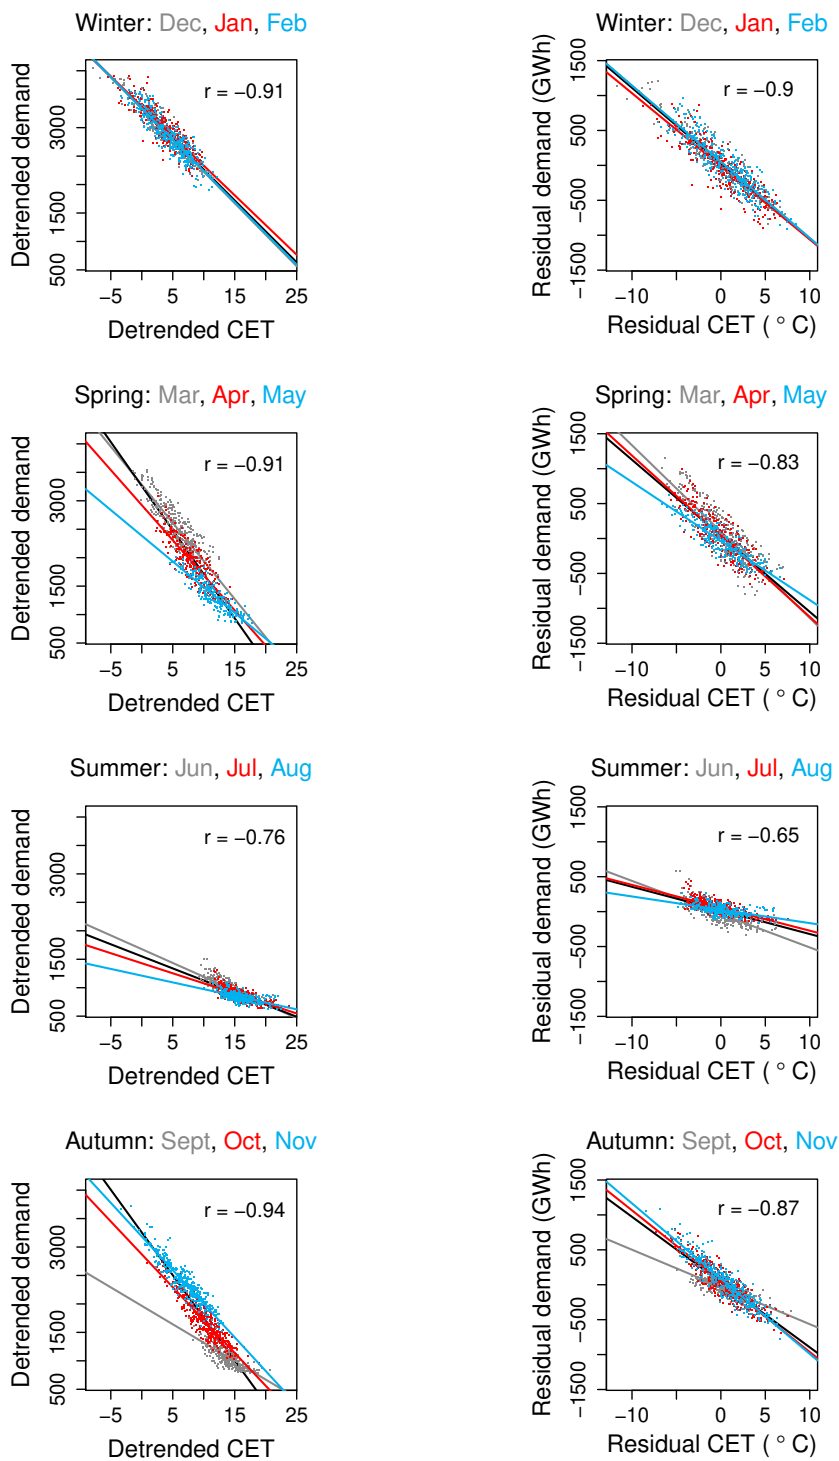 Winter: Dec, Jan, Feb
Detrended demand
3000
1500
500
r = −0.91
−5
5
15
25
Detrended CET
Winter: Dec, Jan, Feb
Residual demand (GWh)
1500
500
−500
−1500
r = −0.9
−10
0
5
10
Residual CET ( ° C)
Spring: Mar, Apr, May
Detrended demand
3000
1500
500
r = −0.91
−5
5
15
25
Detrended CET
Spring: Mar, Apr, May
Residual demand (GWh)
1500
500
−500
−1500
r = −0.83
−10
0
5
10
Residual CET ( ° C)
Summer: Jun, Jul, Aug
Detrended demand
3000
1500
500
r = −0.76
−5
5
15
25
Detrended CET
Summer: Jun, Jul, Aug
Residual demand (GWh)
1500
500
−500
−1500
r = −0.65
−10
0
5
10
Residual CET ( ° C)
Autumn: Sept, Oct, Nov
Detrended demand
3000
1500
500
r = −0.94
−5
5
15
25
Detrended CET
Autumn: Sept, Oct, Nov
Residual demand (GWh)
1500
500
−500
−1500
r = −0.87
−10
0
5
10
Residual CET ( ° C)